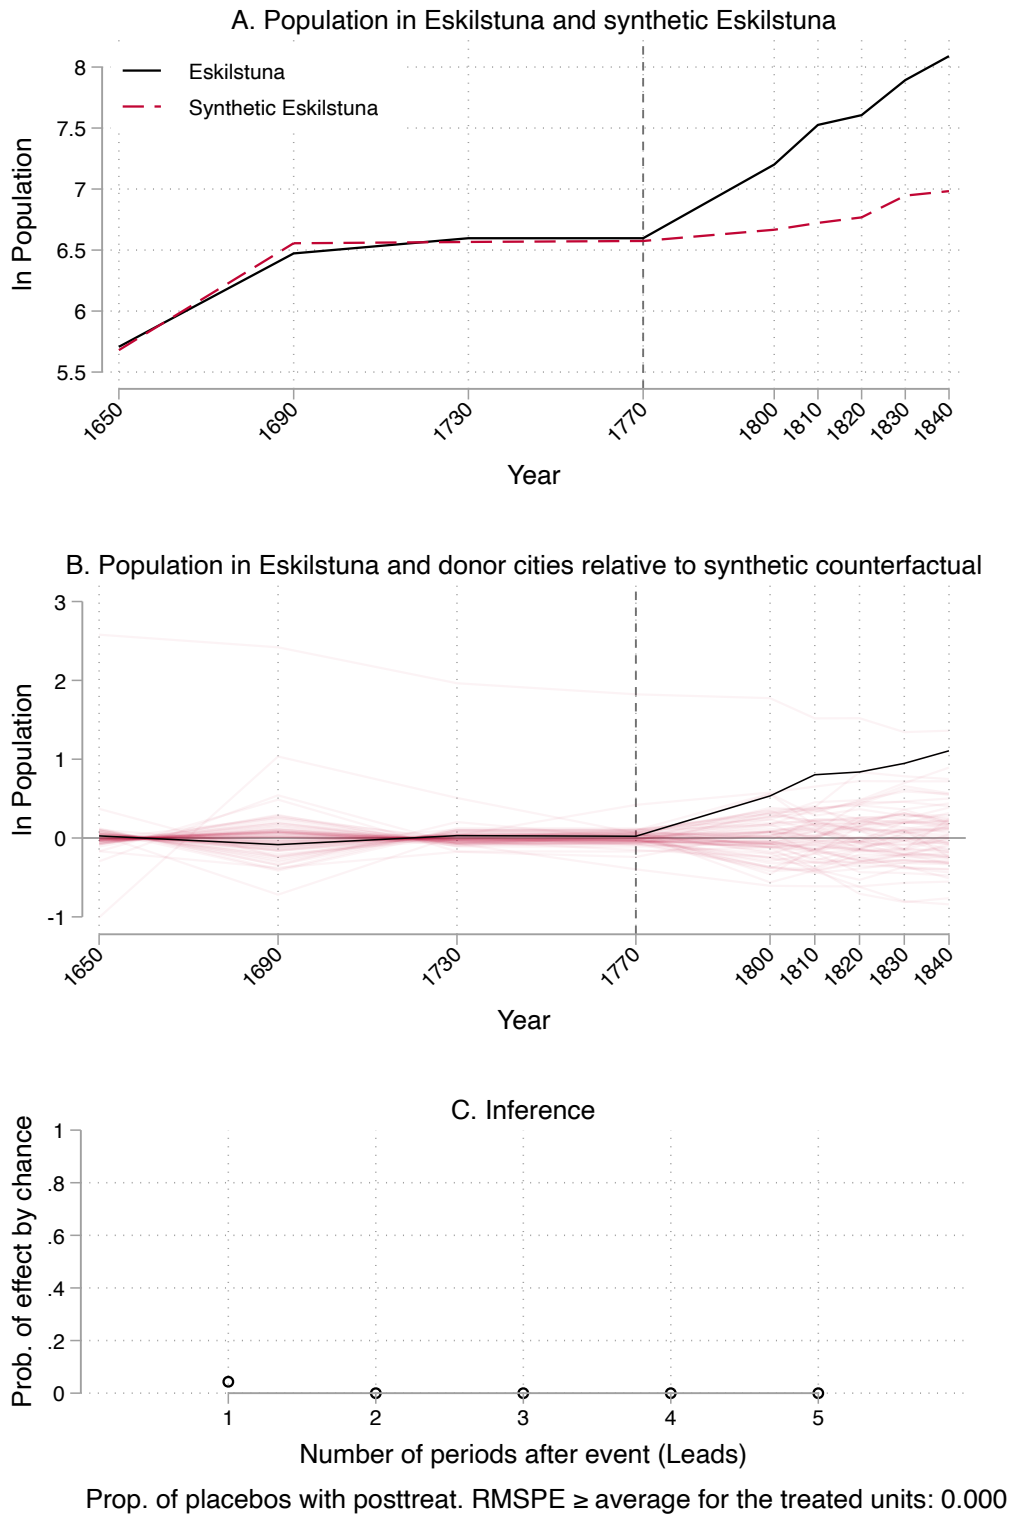 A. Population in Eskilstuna and synthetic Eskilstuna
Eskilstuna
Synthetic Eskilstuna
ln Population
8
7.5
7
6.5
6
5.5
1650 1690 1730 1770 1800 1810 1820 1830 1840
Year
B. Population in Eskilstuna and donor cities relative to synthetic counterfactual
ln Population
3
2
1
0
-1
1650 1690 1730 1770 1800 1810 1820 1830 1840
Year
C. Inference
Prob. of effect by chance
1
.8
.6
.4
.2
0
1 2 3 4 5
Number of periods after event (Leads)
Prop. of placebos with posttreat. RMSPE ≥ average for the treated units: 0.000